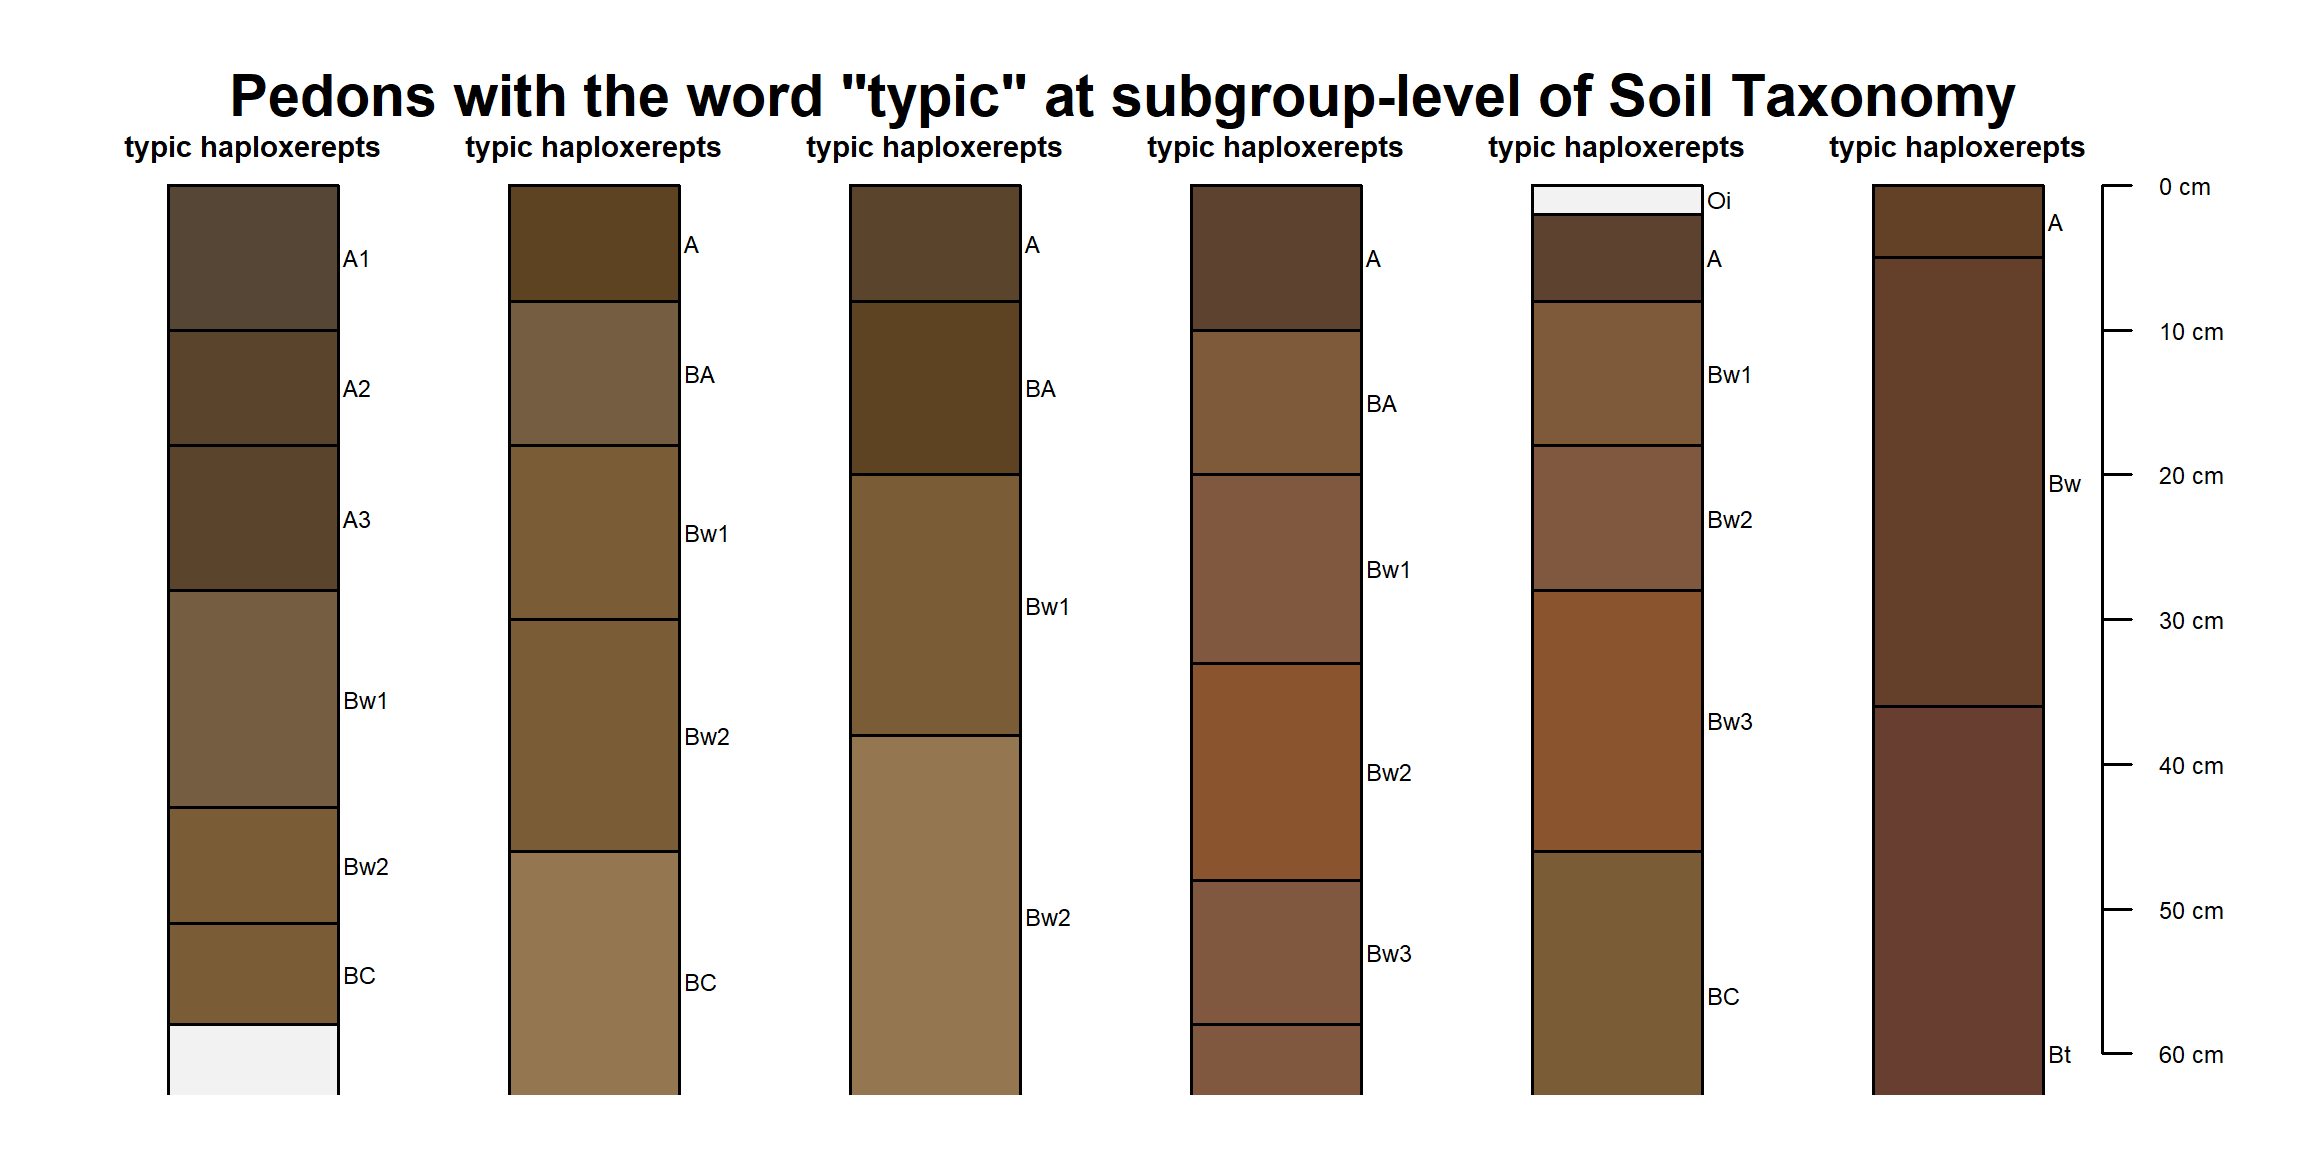 Pedons with the word "typic" at subgroup-level of Soil Taxonomy
typic haploxerepts
A1
A2
A3
Bw1
Bw2
BC
typic haploxerepts
A
BA
Bw1
Bw2
BC
typic haploxerepts
A
BA
Bw1
Bw2
typic haploxerepts
A
BA
Bw1
Bw2
Bw3
typic haploxerepts
Oi
A
Bw1
Bw2
Bw3
BC
typic haploxerepts
A
Bw
Bt
0 cm
10 cm
20 cm
30 cm
40 cm
50 cm
60 cm